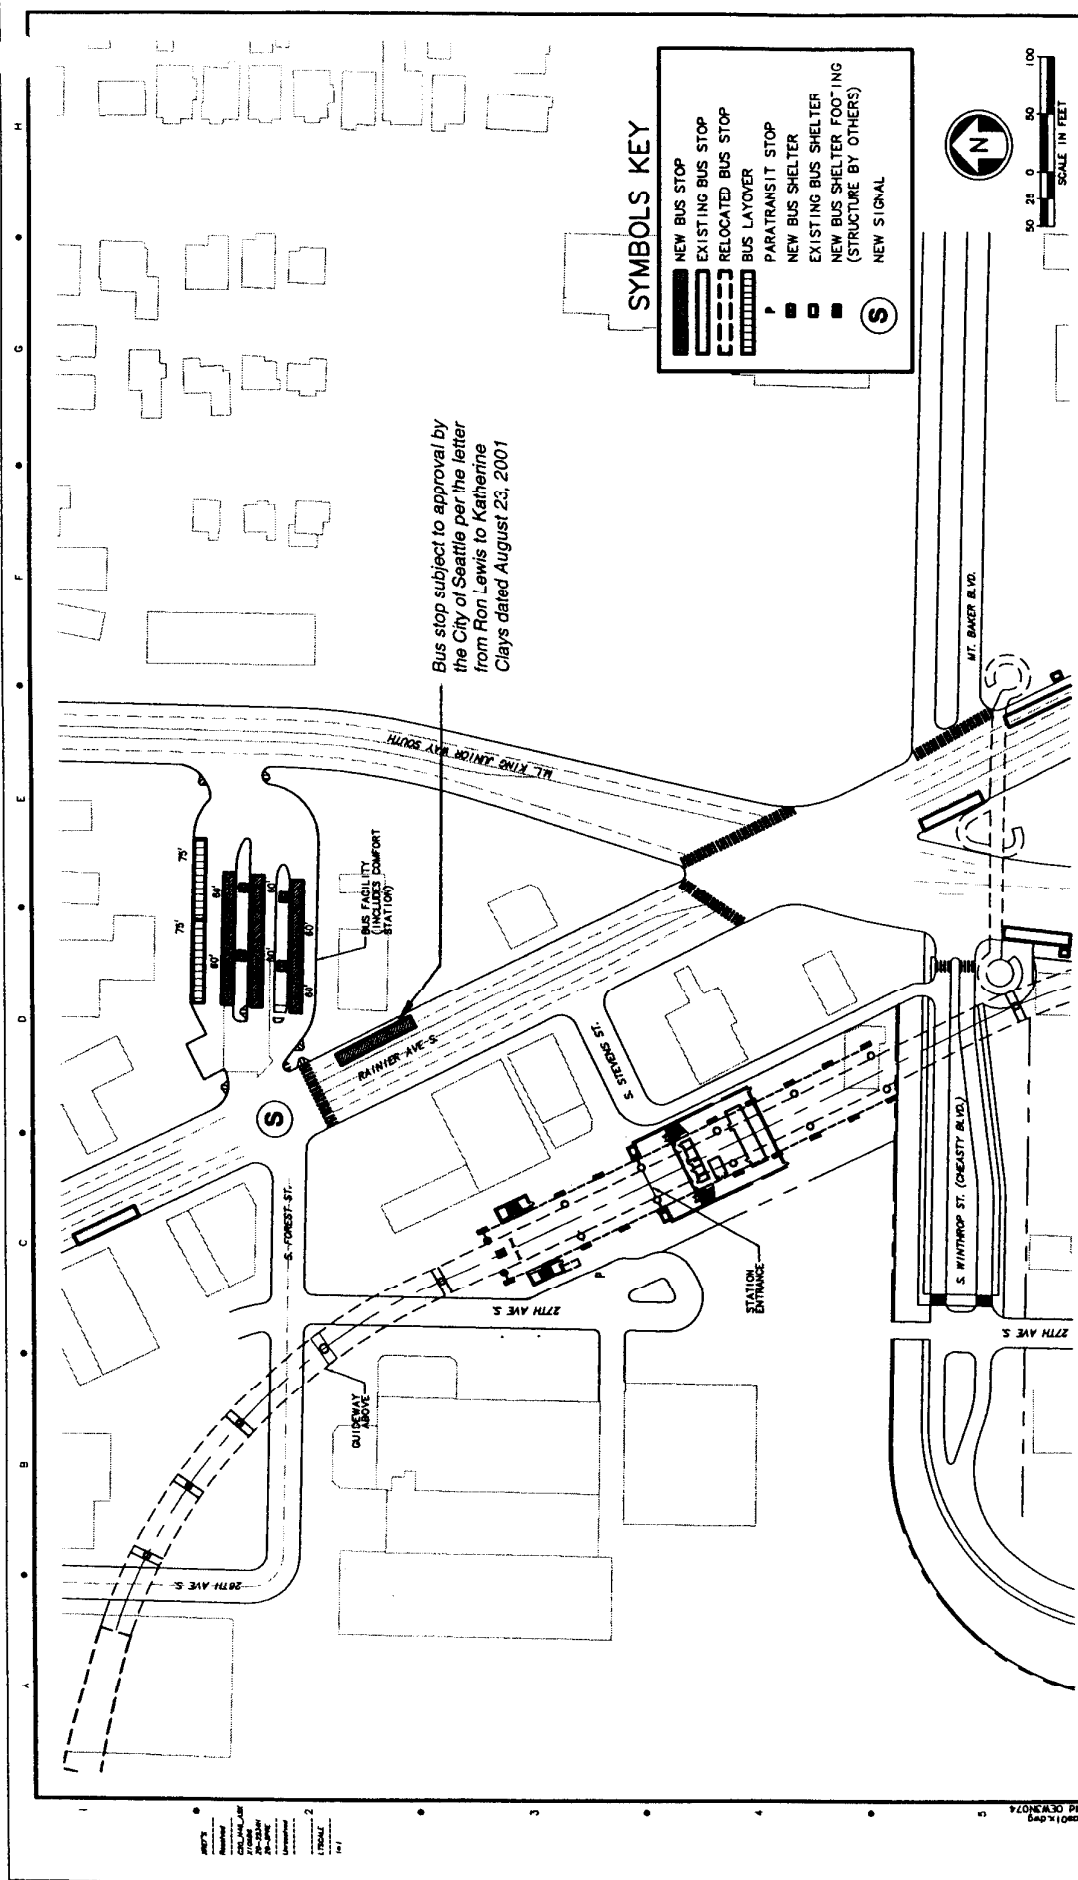 H
G
F
E
D
C
B
A
1
2
3
4
5
SYMBOLS KEY
NEW BUS STOP
EXISTING BUS STOP
RELOCATED BUS STOP
BUS LAYOVER
P PARATRANSIT STOP
NEW BUS SHELTER
EXISTING BUS SHELTER
NEW BUS SHELTER FOOTING
(STRUCTURE BY OTHERS)
S NEW SIGNAL
N
50 25 0 50 100
SCALE IN FEET
Bus stop subject to approval by
the City of Seattle per the letter
from Ron Lewis to Katherine
Clays dated August 23, 2001
M.L. KING JUNIOR WAY SOUTH
MT. BAKER BLVD.
75'
75'
60'
60'
60'
60'
BUS FACILITY
(INCLUDES COMFORT
STATION)
RAINIER AVE S.
S
S. STEVENS ST.
S. FOREST ST.
S. WINTHROP ST. (CHEASTY BLVD.)
P
27TH AVE S.
STATION
ENTRANCE
27TH AVE S.
GUIDEWAY
ABOVE
26TH AVE S.